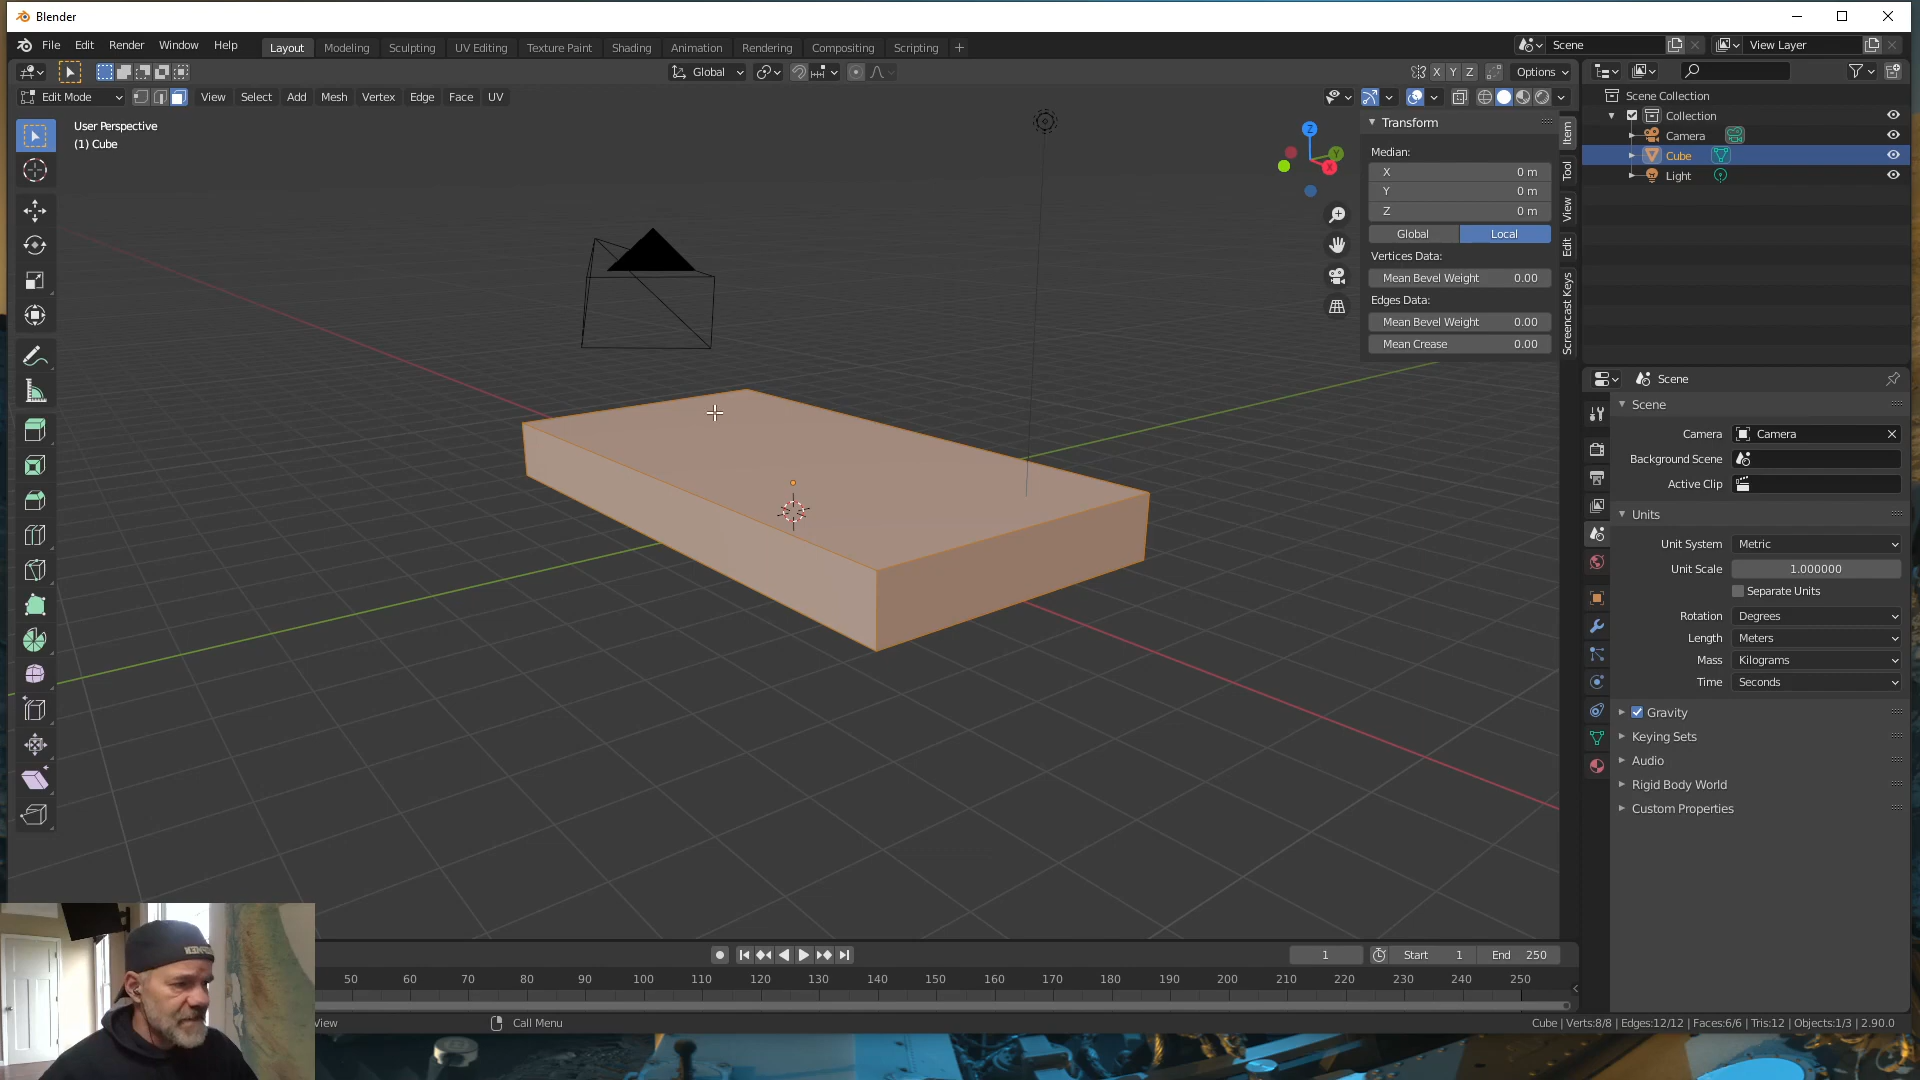 Blender
File Edit Render Window Help Layout Modeling Sculpting UV Editing Texture Paint Shading Animation Rendering Compositing Scripting + Scene View Layer
Global X Y Z Options
Edit Mode View Select Add Mesh Vertex Edge Face UV
User Perspective
(1) Cube
Z
Y
X
Transform
Median:
X 0 m
Y 0 m
Z 0 m
Global Local
Vertices Data:
Mean Bevel Weight 0.00
Edges Data:
Mean Bevel Weight 0.00
Mean Crease 0.00
Item
Tool
View
Edit
Screencast Keys
Scene Collection
Collection
Camera
Cube
Light
Scene
Scene
Camera Camera
Background Scene
Active Clip
Units
Unit System Metric
Unit Scale 1.000000
Separate Units
Rotation Degrees
Length Meters
Mass Kilograms
Time Seconds
Gravity
Keying Sets
Audio
Rigid Body World
Custom Properties
1 Start 1 End 250
50 60 70 80 90 100 110 120 130 140 150 160 170 180 190 200 210 220 230 240 250
View Call Menu Cube | Verts:8/8 | Edges:12/12 | Faces:6/6 | Tris:12 | Objects:1/3 | 2.90.0